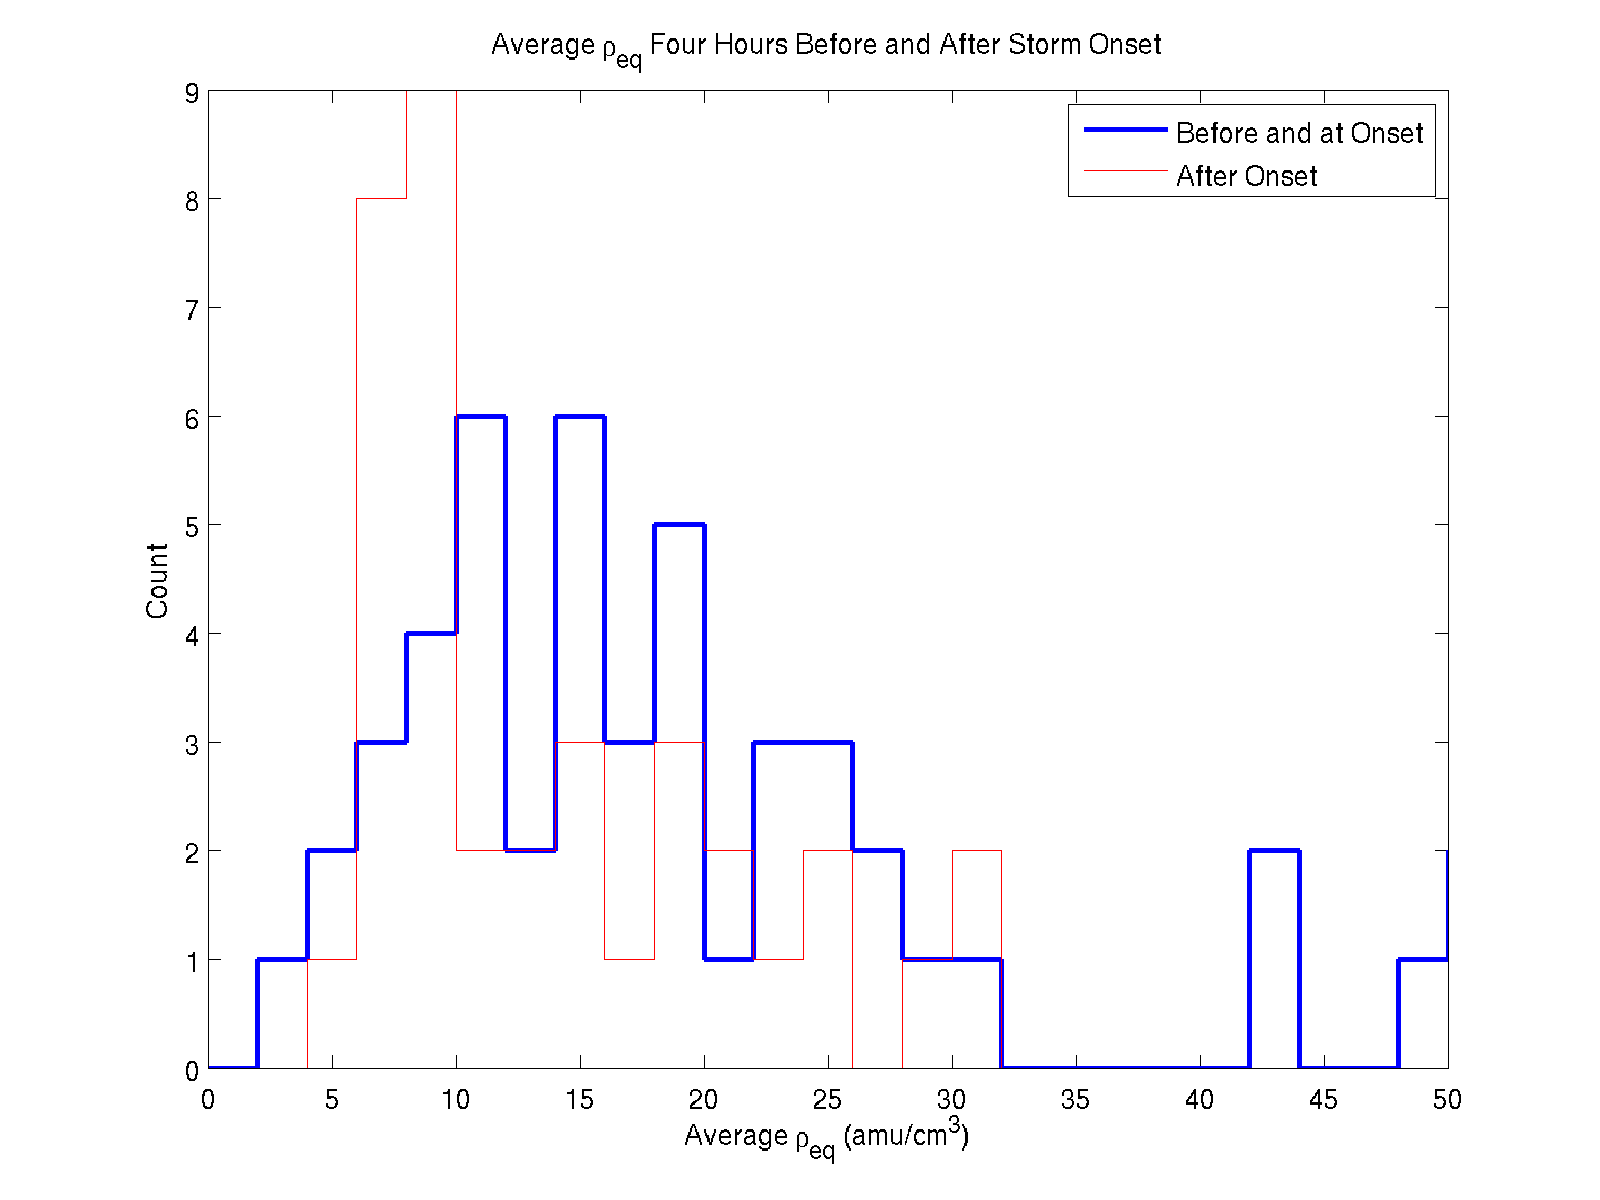 Average ρeq Four Hours Before and After Storm Onset
Before and at Onset
After Onset
9
8
7
6
5
4
3
2
1
0
Count
0 5 10 15 20 25 30 35 40 45 50
Average ρeq (amu/cm3)